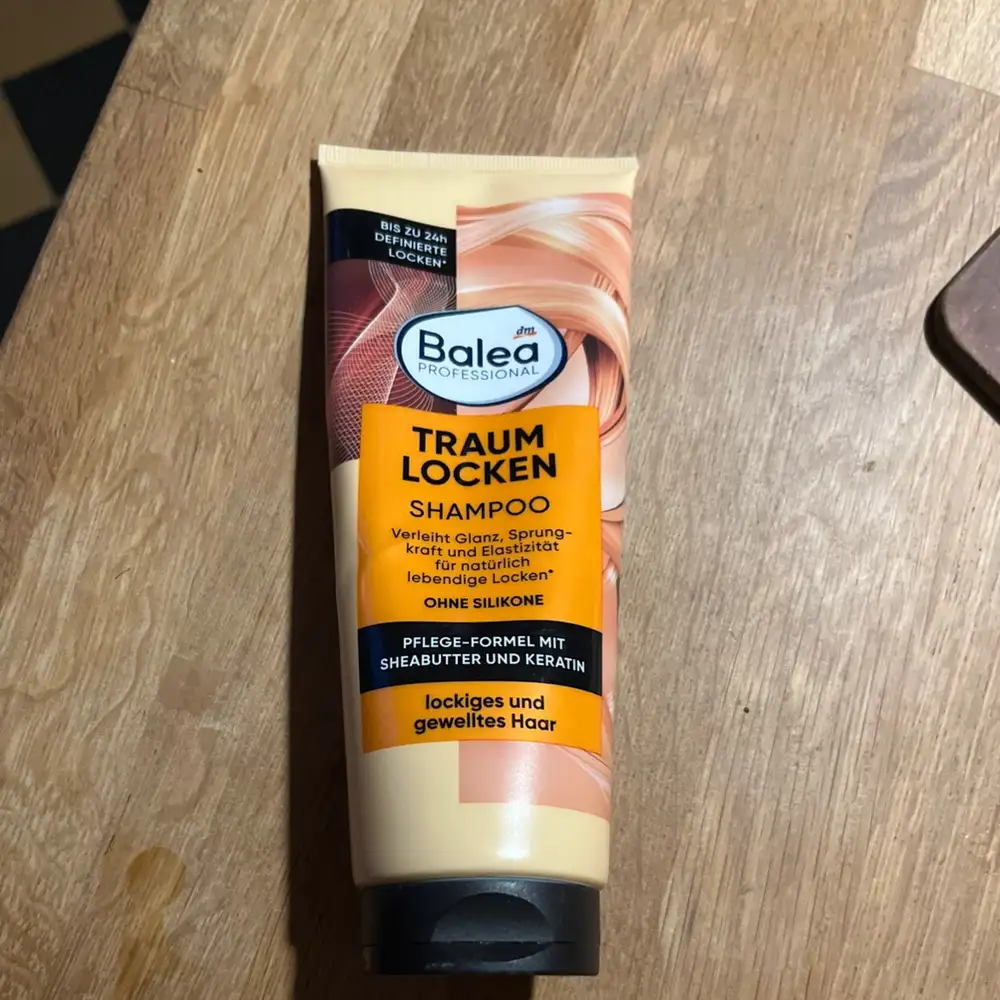 BIS ZU 24h
DEFINIERTE
LOCKEN*
dm
Balea
PROFESSIONAL
TRAUM
LOCKEN
SHAMPOO
Verleiht Glanz, Sprung-
kraft und Elastizität
für natürlich
lebendige Locken*
OHNE SILIKONE
PFLEGE-FORMEL MIT
SHEABUTTER UND KERATIN
lockiges und
gewelltes Haar